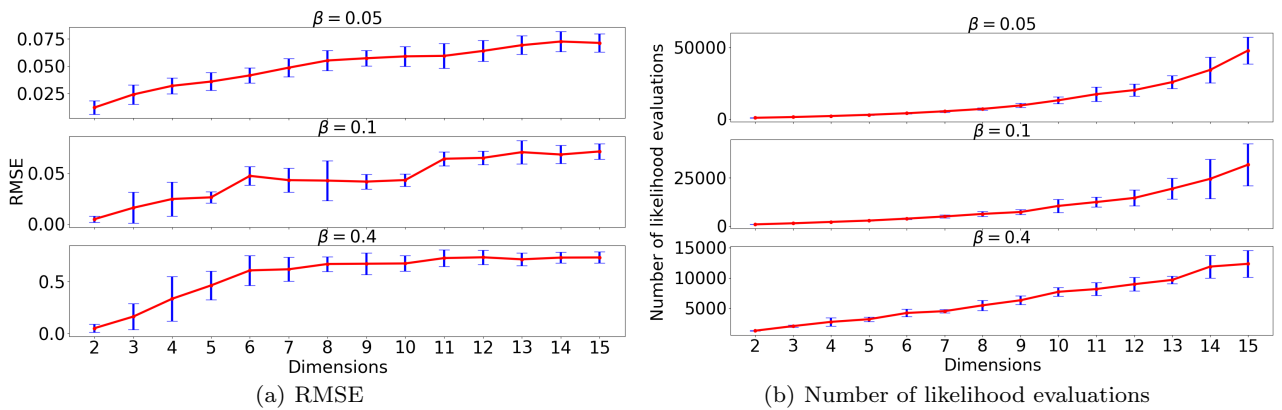 β = 0.05
0.075
0.050
0.025
β = 0.1
0.05
0.00
RMSE
β = 0.4
0.5
0.0
2 3 4 5 6 7 8 9 10 11 12 13 14 15
Dimensions
(a) RMSE
β = 0.05
50000
0
β = 0.1
25000
0
Number of likelihood evaluations
β = 0.4
15000
10000
5000
2 3 4 5 6 7 8 9 10 11 12 13 14 15
Dimensions
(b) Number of likelihood evaluations